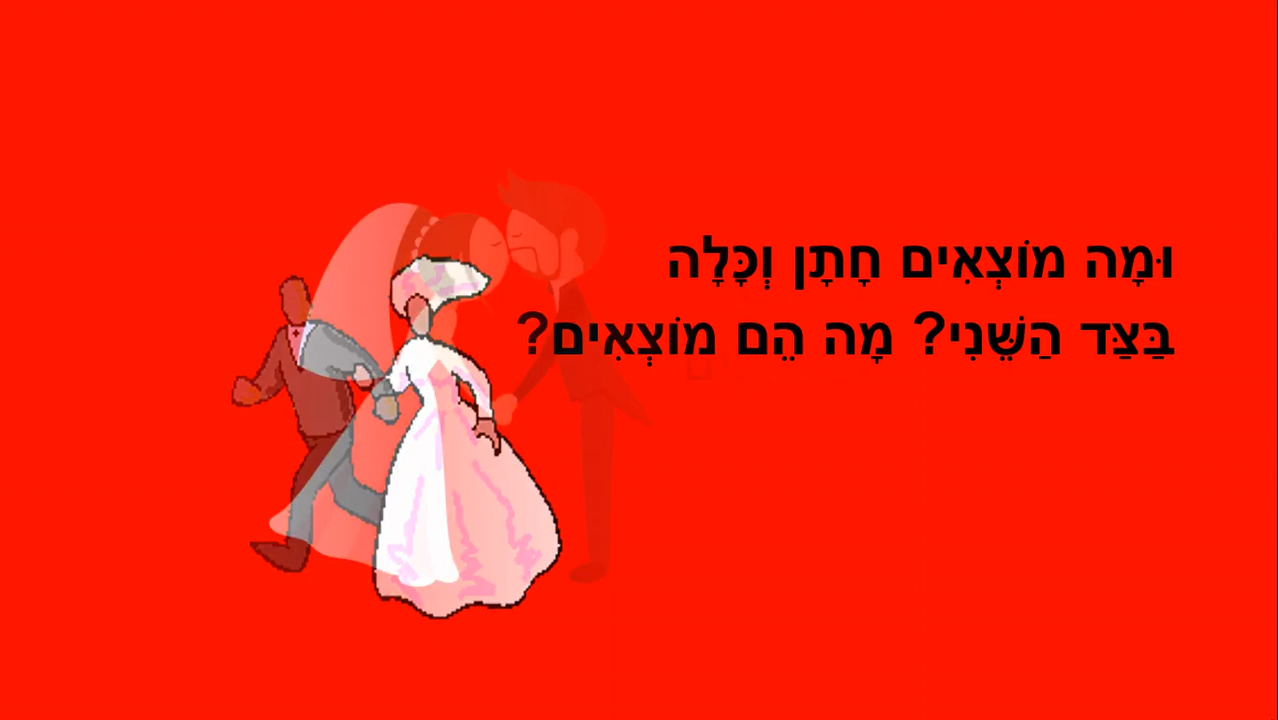 וּמָה מוֹצְאִים חָתָן וְכָּלָה
בַּצַּד הַשֵּׁנִי? מָה הֵם מוֹצְאִים?